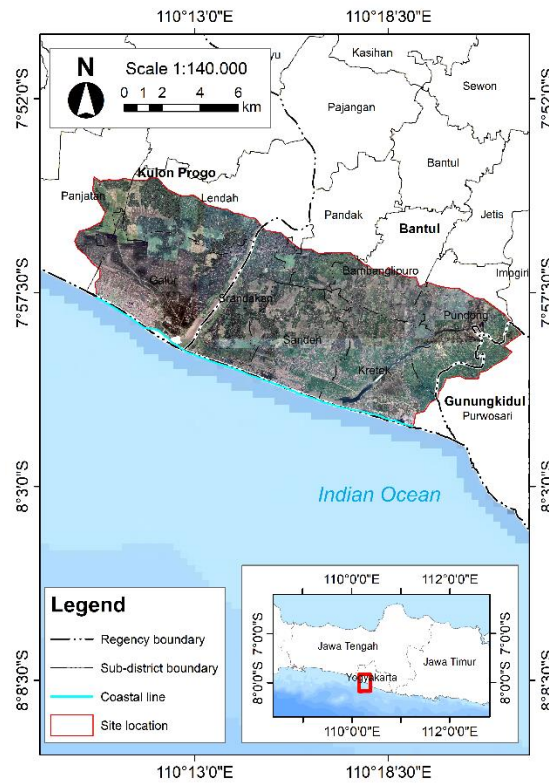 110°13'0"E 110°18'30"E
N
Scale 1:140.000
0 1 2 4 6
km
Kasihan
Sewon
Pajangan
7°52'0"S 7°52'0"S
Bantul
Kulon Progo
Panjatan
Lendah
Pandak
Bantul
Jetis
Imogiri
Bambanglipuro
Galur
7°57'30"S 7°57'30"S
Srandakan
Pundong
Sanden
Kretek
Gunungkidul
Purwosari
8°3'0"S 8°3'0"S
Indian Ocean
Legend
Regency boundary
Sub-district boundary
Coastal line
Site location
110°0'0"E 112°0'0"E
7°0'0"S 7°0'0"S
Jawa Tengah
Jawa Timur
Yogyakarta
8°0'0"S 8°0'0"S
110°0'0"E 112°0'0"E
8°8'30"S 8°8'30"S
110°13'0"E 110°18'30"E